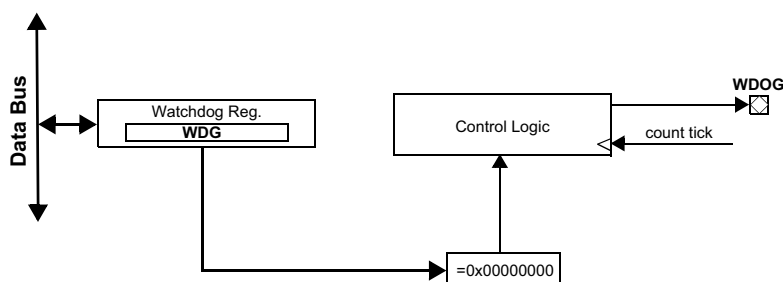 Data Bus
Watchdog Reg.
WDG
Control Logic
WDOG
count tick
=0x00000000